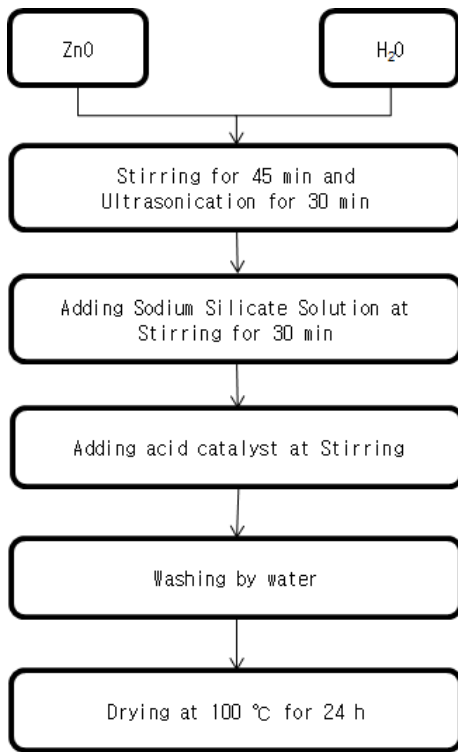 ZnO
H₂O
Stirring for 45 min and
Ultrasonication for 30 min
Adding Sodium Silicate Solution at
Stirring for 30 min
Adding acid catalyst at Stirring
Washing by water
Drying at 100 ℃ for 24 h